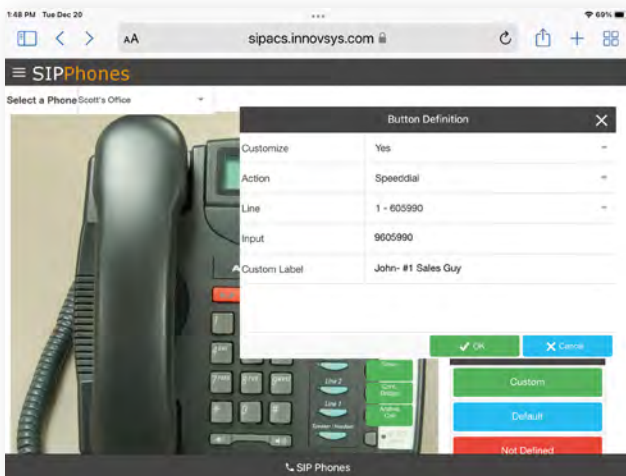 1:48 PM Tue Dec 20
69%
AA
sipacs.innovsys.com
SIPPhones
Select a Phone Scott's Office
Button Definition
Customize Yes
Action Speeddial
Line 1 - 605990
Input 9605990
Custom Label John- #1 Sales Guy
OK Cancel
Line 2
Line 1
Custom
Default
Not Defined
SIP Phones